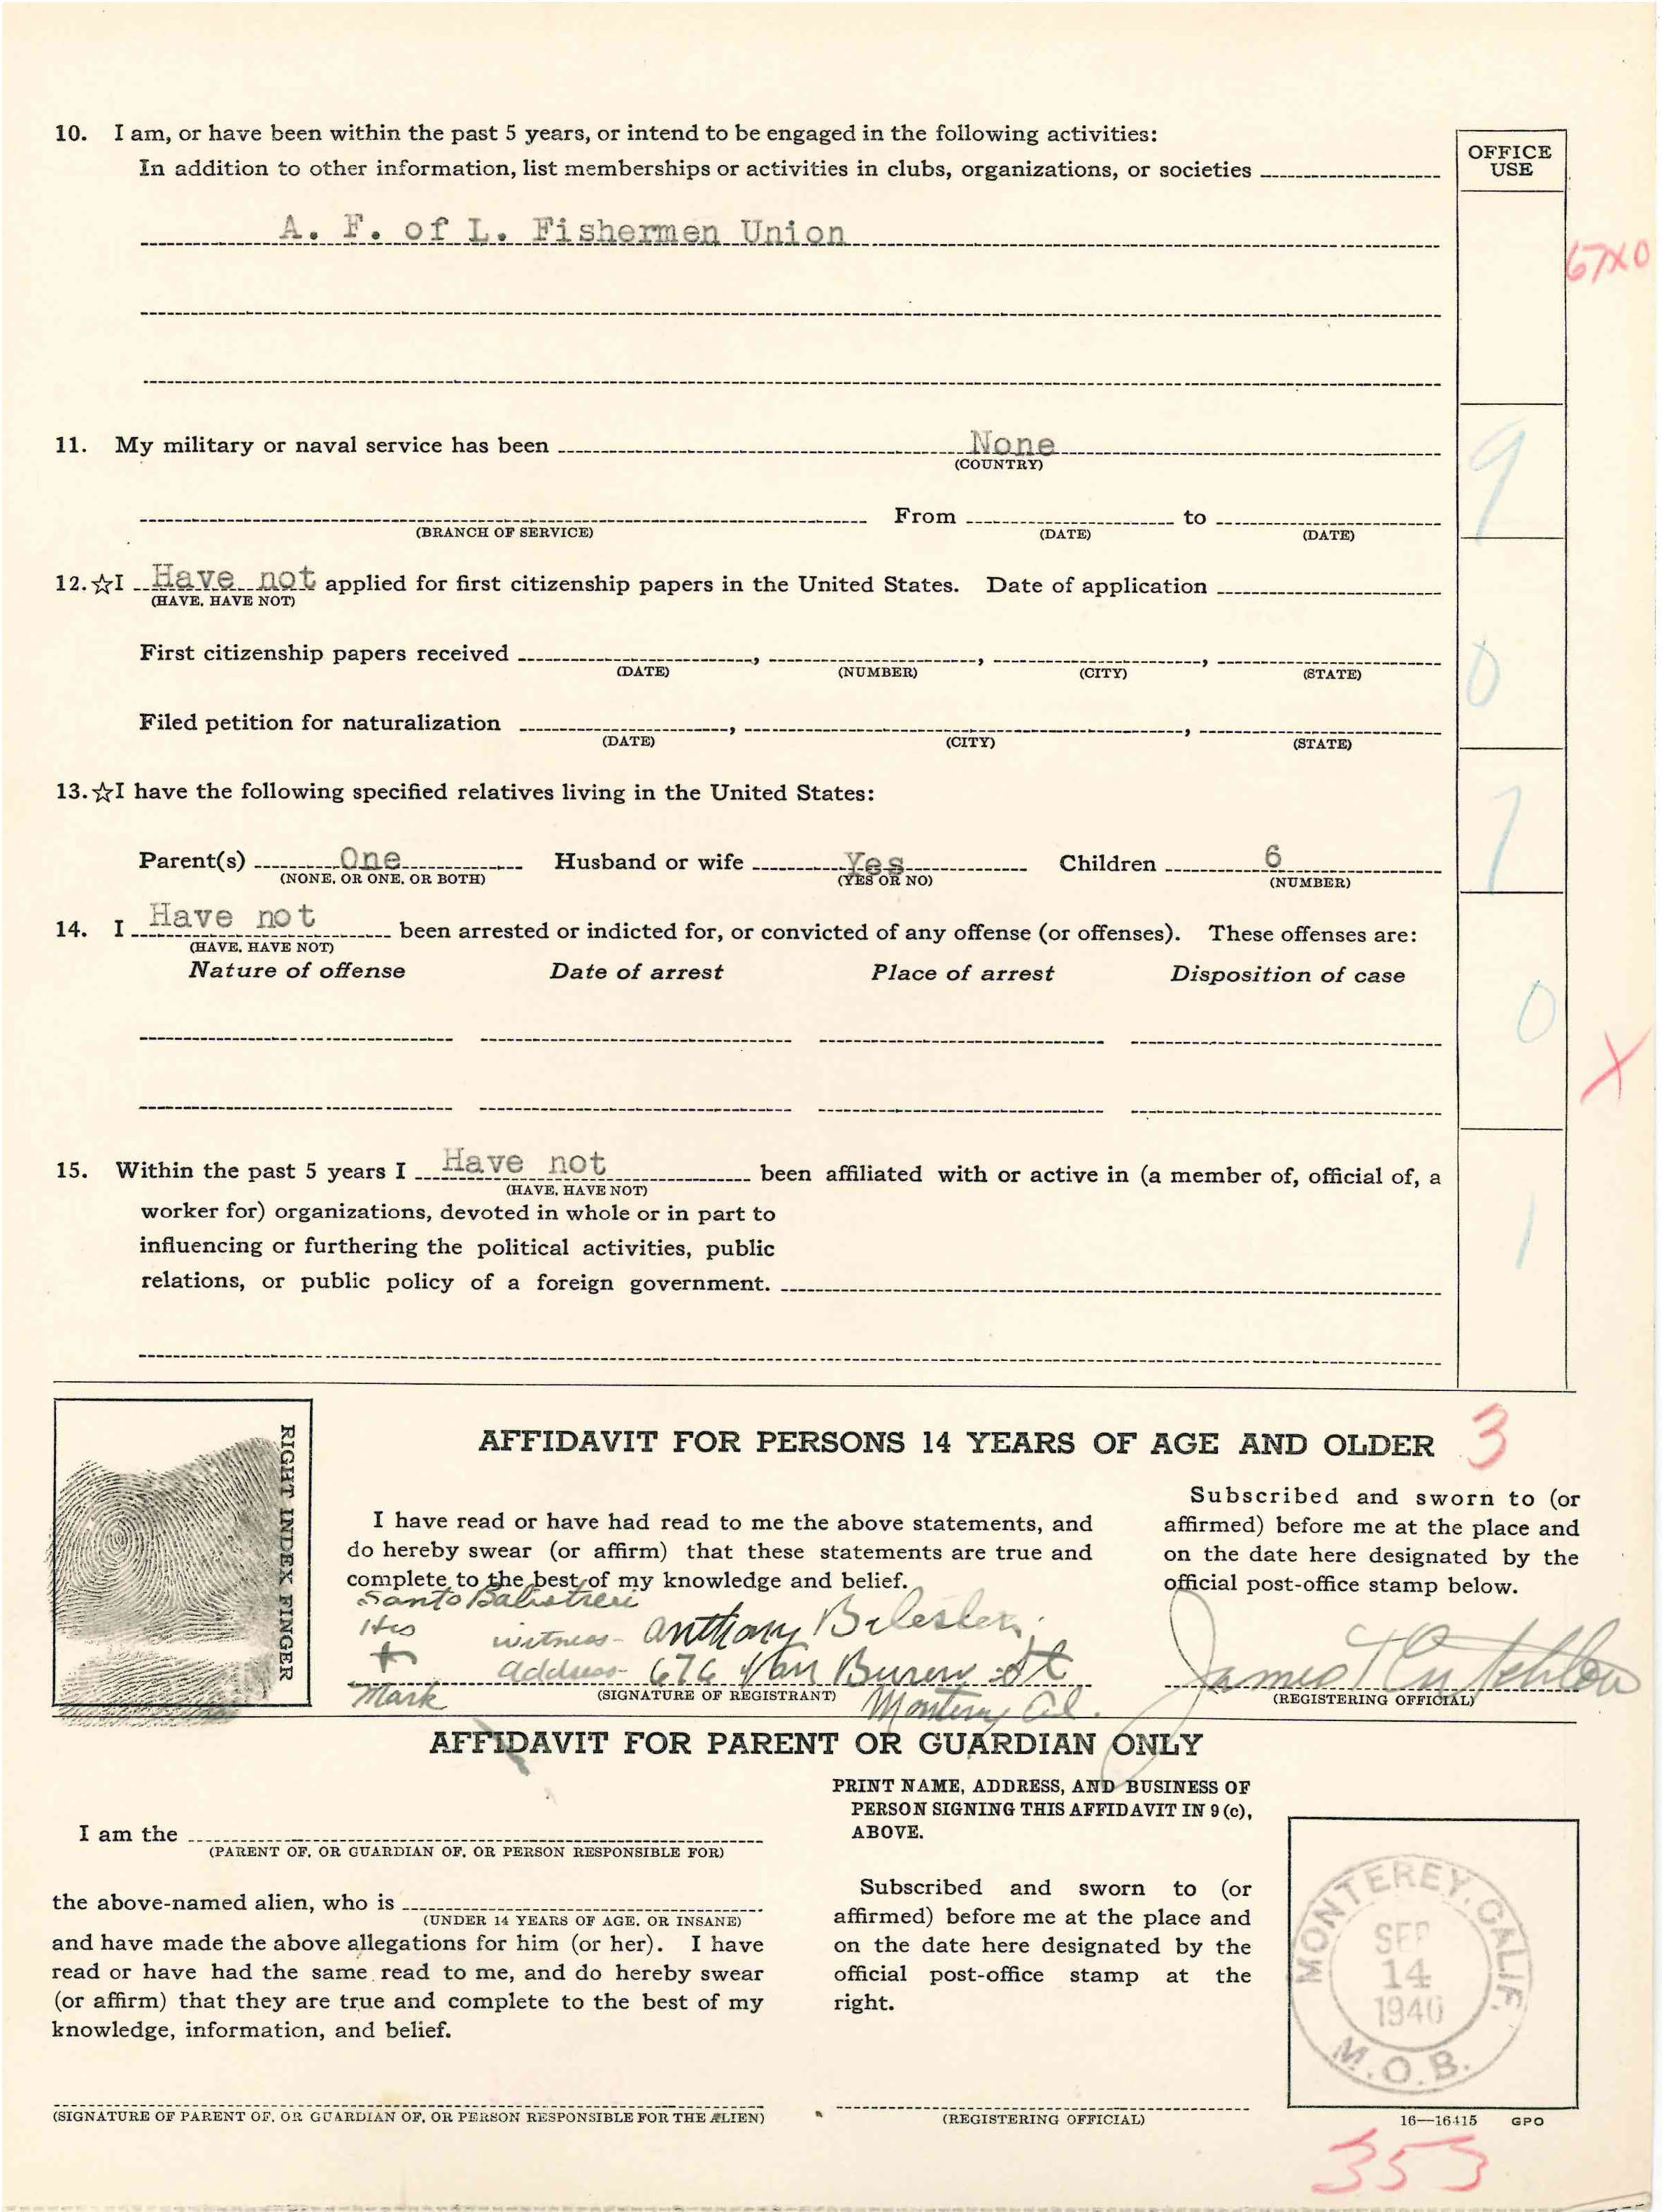 10. I am, or have been within the past 5 years, or intend to be engaged in the following activities:
In addition to other information, list memberships or activities in clubs, organizations, or societies
OFFICE USE
A. F. of L. Fishermen Union
67X0
11. My military or naval service has been None
(COUNTRY)
9
From to
(BRANCH OF SERVICE) (DATE) (DATE)
12. ☆I Have not applied for first citizenship papers in the United States. Date of application
(HAVE, HAVE NOT)
First citizenship papers received , , ,
(DATE) (NUMBER) (CITY) (STATE)
0
Filed petition for naturalization , ,
(DATE) (CITY) (STATE)
13. ☆I have the following specified relatives living in the United States:
Parent(s) One Husband or wife Yes Children 6
(NONE, OR ONE, OR BOTH) (YES OR NO) (NUMBER)
7
14. I Have not been arrested or indicted for, or convicted of any offense (or offenses). These offenses are:
(HAVE, HAVE NOT)
Nature of offense Date of arrest Place of arrest Disposition of case
0
X
15. Within the past 5 years I Have not been affiliated with or active in (a member of, official of, a
(HAVE, HAVE NOT)
worker for) organizations, devoted in whole or in part to
influencing or furthering the political activities, public
relations, or public policy of a foreign government.
1
RIGHT INDEX FINGER
AFFIDAVIT FOR PERSONS 14 YEARS OF AGE AND OLDER
3
I have read or have had read to me the above statements, and
do hereby swear (or affirm) that these statements are true and
complete to the best of my knowledge and belief.
Santo Balistreri
His witness - Anthony
+ Address - 676 Van Buren St
Mark Monterey Cal.
(SIGNATURE OF REGISTRANT)
Subscribed and sworn to (or
affirmed) before me at the place and
on the date here designated by the
official post-office stamp below.
James T
(REGISTERING OFFICIAL)
AFFIDAVIT FOR PARENT OR GUARDIAN ONLY
I am the
(PARENT OF, OR GUARDIAN OF, OR PERSON RESPONSIBLE FOR)
the above-named alien, who is
(UNDER 14 YEARS OF AGE, OR INSANE)
and have made the above allegations for him (or her). I have
read or have had the same read to me, and do hereby swear
(or affirm) that they are true and complete to the best of my
knowledge, information, and belief.
(SIGNATURE OF PARENT OF, OR GUARDIAN OF, OR PERSON RESPONSIBLE FOR THE ALIEN)
PRINT NAME, ADDRESS, AND BUSINESS OF
PERSON SIGNING THIS AFFIDAVIT IN 9 (c),
ABOVE.
Subscribed and sworn to (or
affirmed) before me at the place and
on the date here designated by the
official post-office stamp at the
right.
(REGISTERING OFFICIAL)
MONTEREY, CALIF.
SEP
14
1940
M.O.B.
16—16415 GPO
353